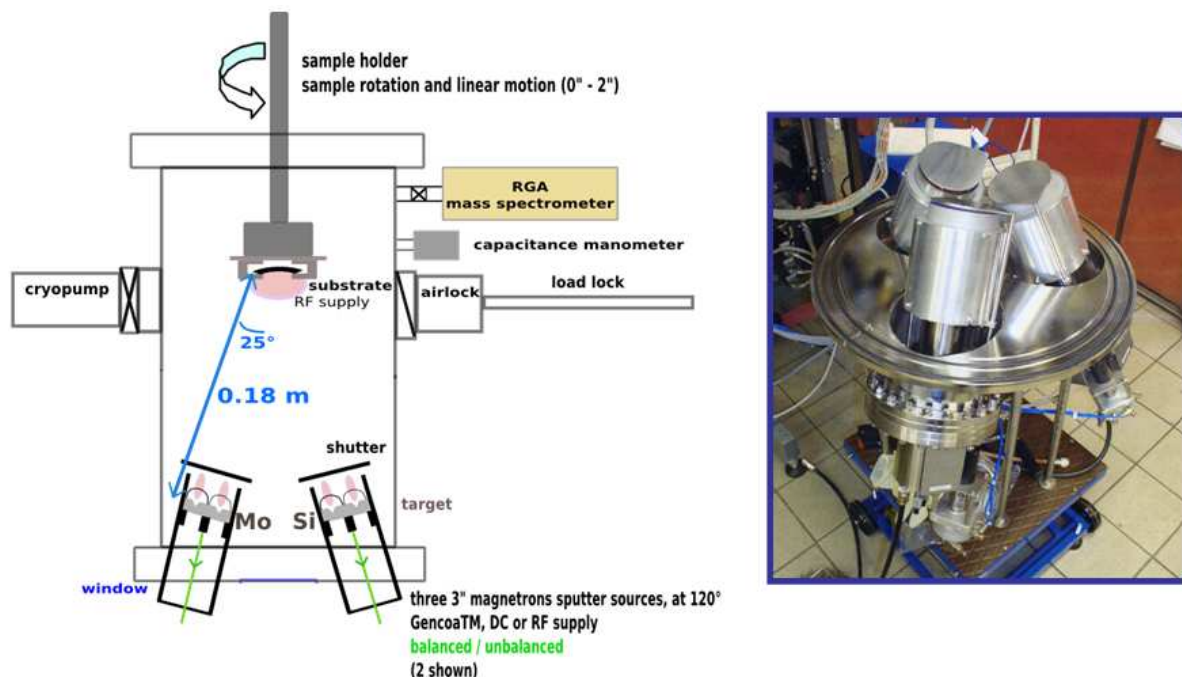 sample holder
sample rotation and linear motion (0" - 2")
RGA
mass spectrometer
capacitance manometer
cryopump
substrate
RF supply
airlock
load lock
25°
0.18 m
shutter
Mo
Si
target
window
three 3" magnetrons sputter sources, at 120°
GencoaTM, DC or RF supply
balanced / unbalanced
(2 shown)